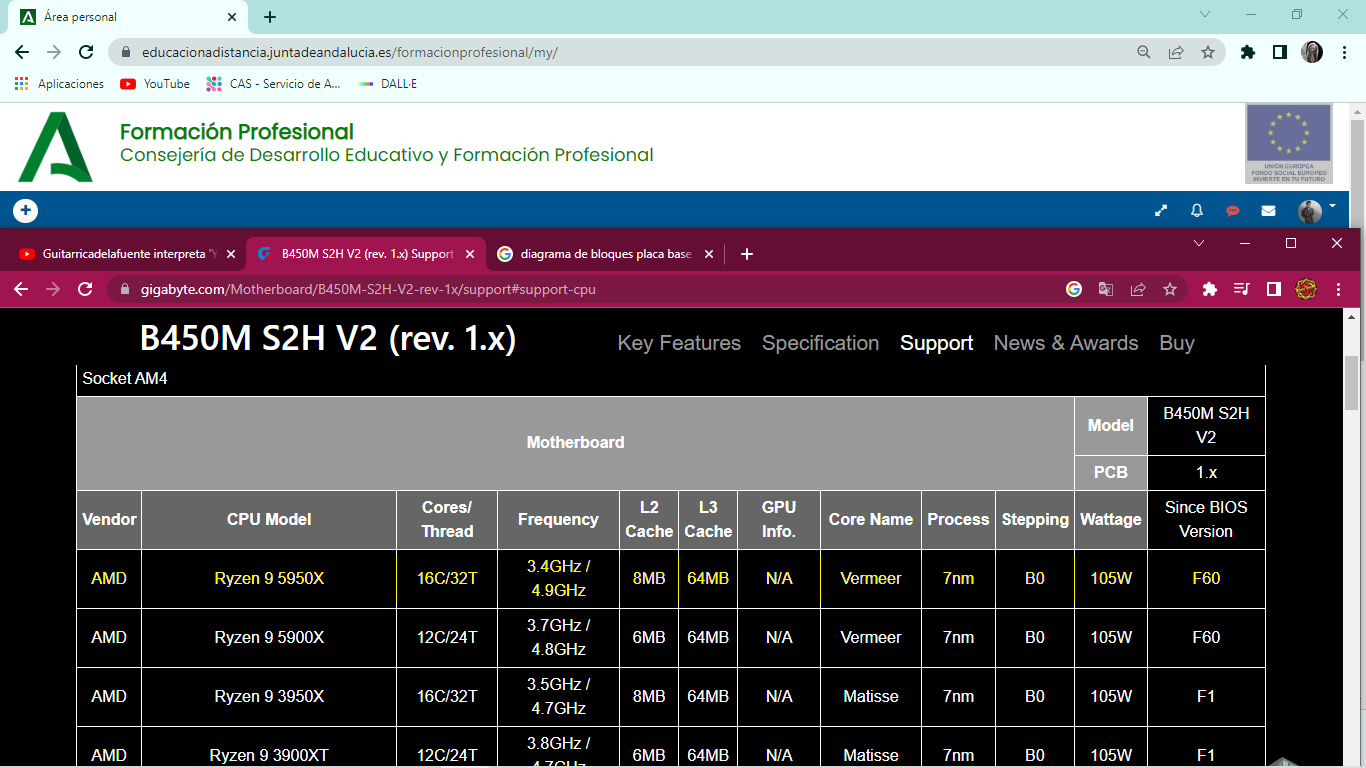 Área personal
educacionadistancia.juntadeandalucia.es/formacionprofesional/my/
Aplicaciones YouTube CAS - Servicio de A... DALL·E
Formación Profesional
Consejería de Desarrollo Educativo y Formación Profesional
UNIÓN EUROPEA
FONDO SOCIAL EUROPEO
INVIERTE EN TU FUTURO
Guitarricadelafuente interpreta B450M S2H V2 (rev. 1.x) Support diagrama de bloques placa base
gigabyte.com/Motherboard/B450M-S2H-V2-rev-1x/support#support-cpu
B450M S2H V2 (rev. 1.x) Key Features Specification Support News & Awards Buy
Socket AM4
Motherboard Model B450M S2H V2
PCB 1.x
Vendor CPU Model Cores/Thread Frequency L2 Cache L3 Cache GPU Info. Core Name Process Stepping Wattage Since BIOS Version
AMD Ryzen 9 5950X 16C/32T 3.4GHz / 4.9GHz 8MB 64MB N/A Vermeer 7nm B0 105W F60
AMD Ryzen 9 5900X 12C/24T 3.7GHz / 4.8GHz 6MB 64MB N/A Vermeer 7nm B0 105W F60
AMD Ryzen 9 3950X 16C/32T 3.5GHz / 4.7GHz 8MB 64MB N/A Matisse 7nm B0 105W F1
AMD Ryzen 9 3900XT 12C/24T 3.8GHz / 4.7GHz 6MB 64MB N/A Matisse 7nm B0 105W F1